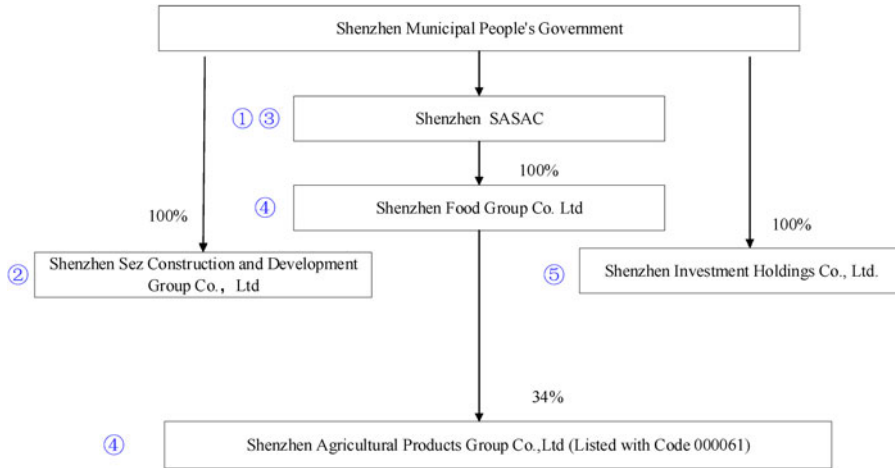 Shenzhen Municipal People's Government
① ③
Shenzhen SASAC
100%
④
Shenzhen Food Group Co. Ltd
100%
100%
②
Shenzhen Sez Construction and Development
Group Co., Ltd
⑤
Shenzhen Investment Holdings Co., Ltd.
34%
④
Shenzhen Agricultural Products Group Co.,Ltd (Listed with Code 000061)